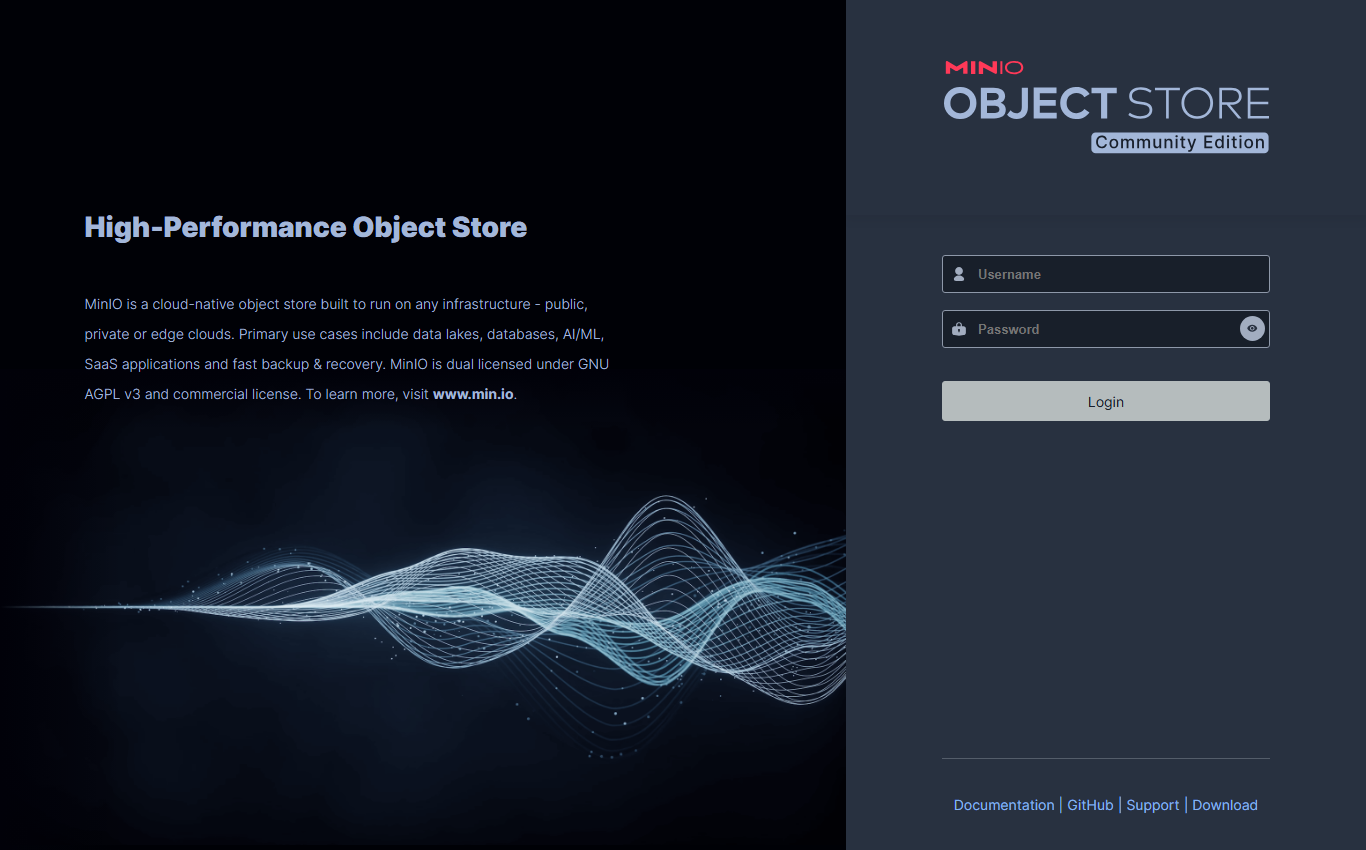 High-Performance Object Store
MinIO is a cloud-native object store built to run on any infrastructure - public,
private or edge clouds. Primary use cases include data lakes, databases, AI/ML,
SaaS applications and fast backup & recovery. MinIO is dual licensed under GNU
AGPL v3 and commercial license. To learn more, visit www.min.io.
MINIO
OBJECT STORE
Community Edition
Username
Password
Login
Documentation | GitHub | Support | Download